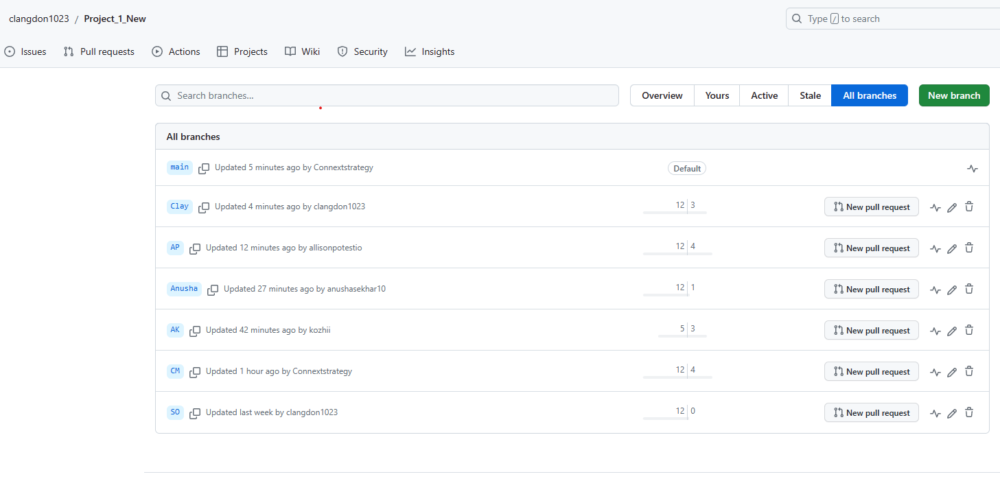 clangdon1023 / Project_1_New
Type / to search
Issues Pull requests Actions Projects Wiki Security Insights
Search branches...
Overview Yours Active Stale All branches New branch
All branches
main Updated 5 minutes ago by Connextstrategy Default
Clay Updated 4 minutes ago by clangdon1023 12 3 New pull request
AP Updated 12 minutes ago by allisonpotestio 12 4 New pull request
Anusha Updated 27 minutes ago by anushasekhar10 12 1 New pull request
AK Updated 42 minutes ago by kozhii 5 3 New pull request
CM Updated 1 hour ago by Connextstrategy 12 4 New pull request
SO Updated last week by clangdon1023 12 0 New pull request